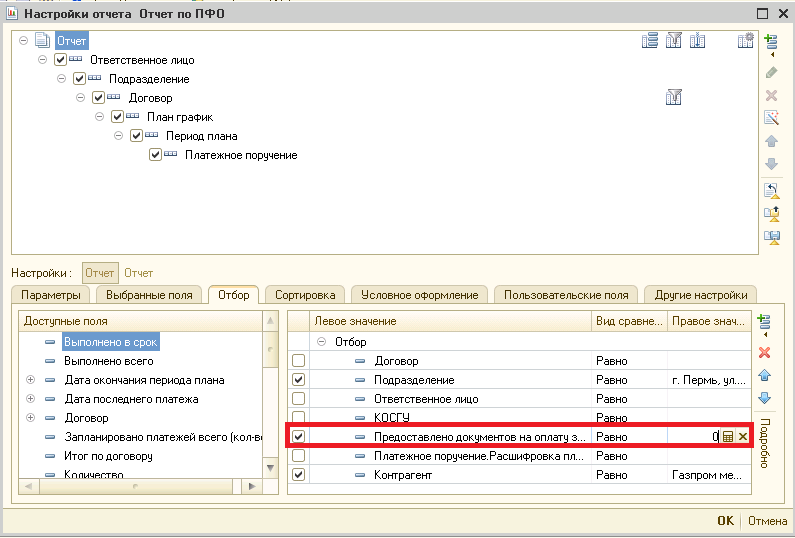 Настройки отчета Отчет по ПФО
Отчет
Ответственное лицо
Подразделение
Договор
План график
Период плана
Платежное поручение
Настройки : Отчет Отчет
Параметры Выбранные поля Отбор Сортировка Условное оформление Пользовательские поля Другие настройки
Доступные поля
Выполнено в срок
Выполнено всего
Дата окончания периода плана
Дата последнего платежа
Договор
Запланировано платежей всего (кол-во
Итог по договору
Количество
Левое значение Вид сравне... Правое знач...
Отбор
Договор Равно
Подразделение Равно г. Пермь, ул....
Ответственное лицо Равно
КОСГУ Равно
Предоставлено документов на оплату з... Равно 0
Платежное поручение.Расшифровка пл... Равно
Контрагент Равно Газпром ме...
Подробно
OK Отмена